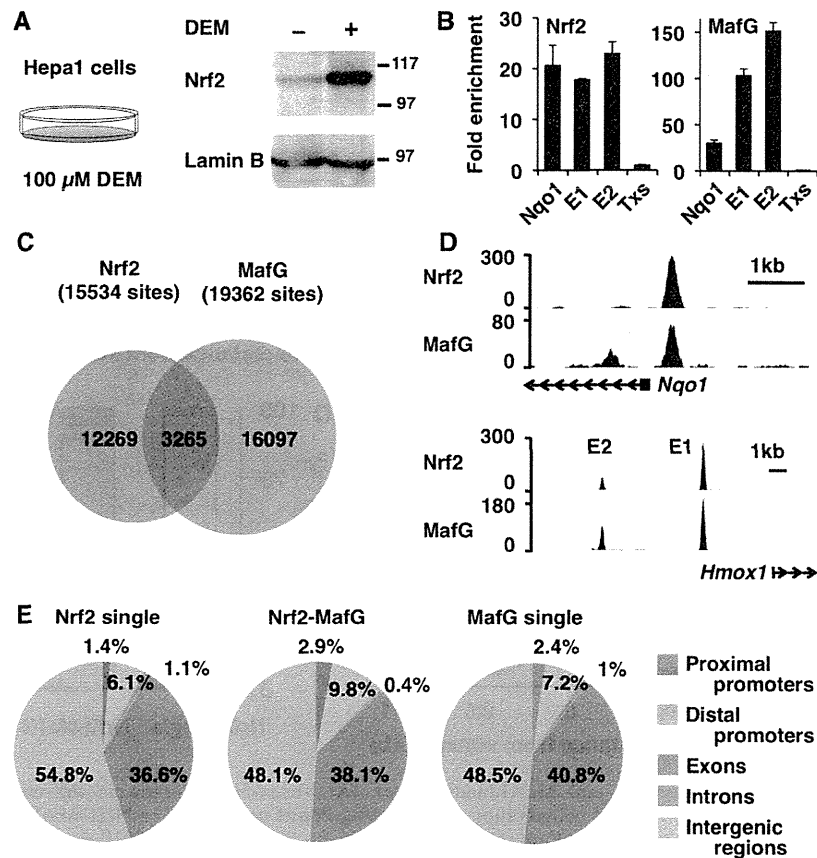 A
Hepa1 cells
100 µM DEM
DEM – +
Nrf2
117
97
Lamin B
97
B
Fold enrichment
Nrf2
30
20
10
0
Nqo1 E1 E2 Txs
MafG
150
100
50
0
Nqo1 E1 E2 Txs
C
Nrf2
(15534 sites)
MafG
(19362 sites)
12269 3265 16097
D
Nrf2
300
0
1kb
MafG
80
0
Nqo1
Nrf2
300
0
E2 E1
1kb
MafG
180
0
Hmox1
E
Nrf2 single
1.4%
6.1%
1.1%
54.8% 36.6%
Nrf2-MafG
2.9%
9.8%
0.4%
48.1% 38.1%
MafG single
2.4%
7.2%
1%
48.5% 40.8%
Proximal
promoters
Distal
promoters
Exons
Introns
Intergenic
regions